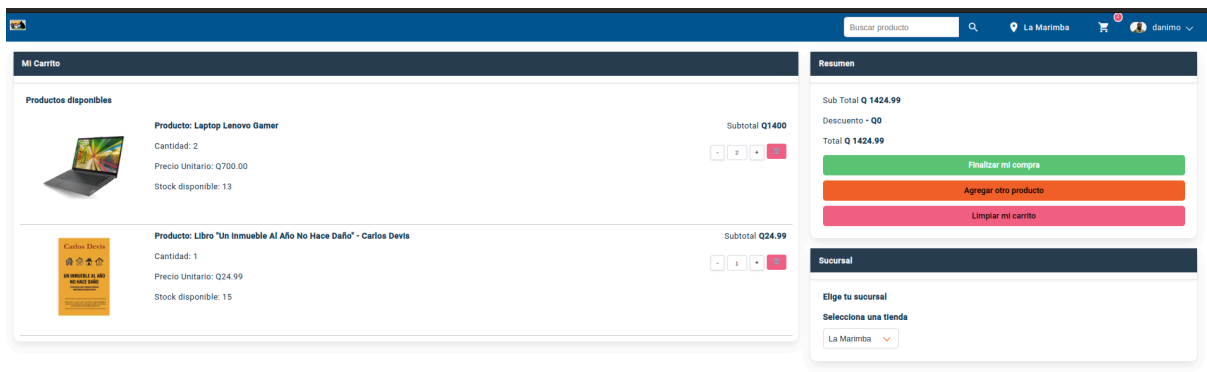 Buscar producto
La Marimba
2
danimo
Mi Carrito
Productos disponibles
Producto: Laptop Lenovo Gamer
Subtotal Q1400
Cantidad: 2
- 2 +
Precio Unitario: Q700.00
Stock disponible: 13
Carlos Devis
UN INMUEBLE AL AÑO
NO HACE DAÑO
Producto: Libro "Un Inmueble Al Año No Hace Daño" - Carlos Devis
Subtotal Q24.99
Cantidad: 1
- 1 +
Precio Unitario: Q24.99
Stock disponible: 15
Resumen
Sub Total Q 1424.99
Descuento - Q0
Total Q 1424.99
Finalizar mi compra
Agregar otro producto
Limpiar mi carrito
Sucursal
Elige tu sucursal
Selecciona una tienda
La Marimba